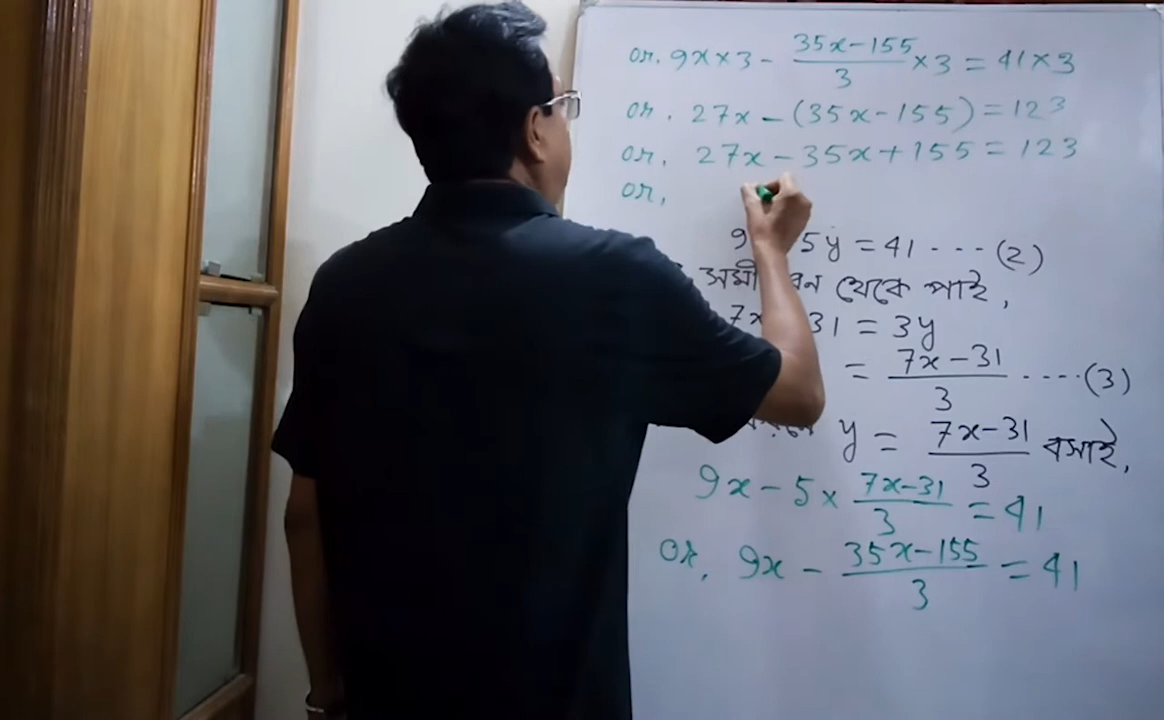 or. 9x×3 - (35x-155)/3 ×3 = 41×3
or. 27x - (35x-155) = 123
or. 27x - 35x + 155 = 123
or,
9 5y = 41 ---- (2)
থেকে পাই,
7x 31 = 3y
= (7x-31)/3 ----(3)
y = (7x-31)/3 বসাই,
9x - 5 × (7x-31)/3 = 41
or, 9x - (35x-155)/3 = 41